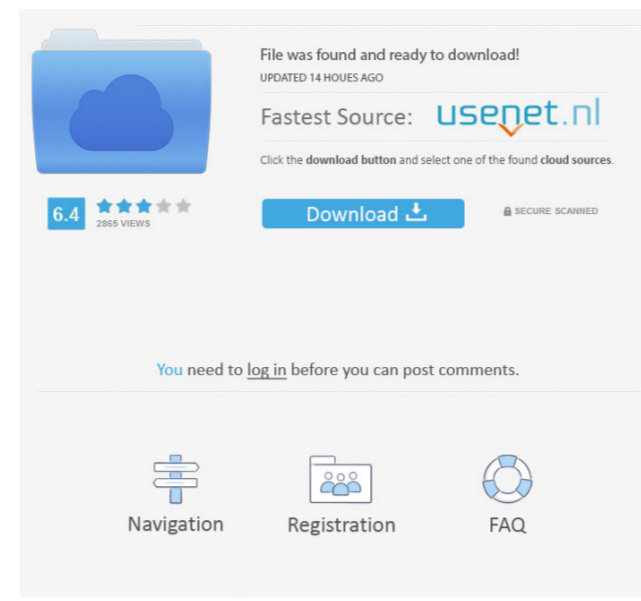 File was found and ready to download!
UPDATED 14 HOUES AGO
Fastest Source: usenet.nl
Click the download button and select one of the found cloud sources.
6.4
2865 VIEWS
Download
SECURE SCANNED
You need to log in before you can post comments.
Navigation
Registration
FAQ